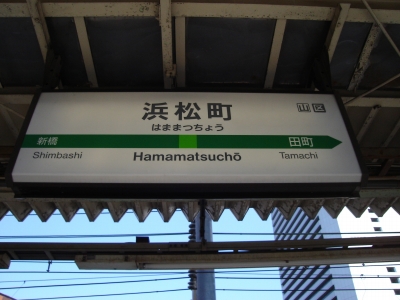 浜松町
山 区
はままつちょう
新橋
田町
Shimbashi
Hamamatsuchō
Tamachi